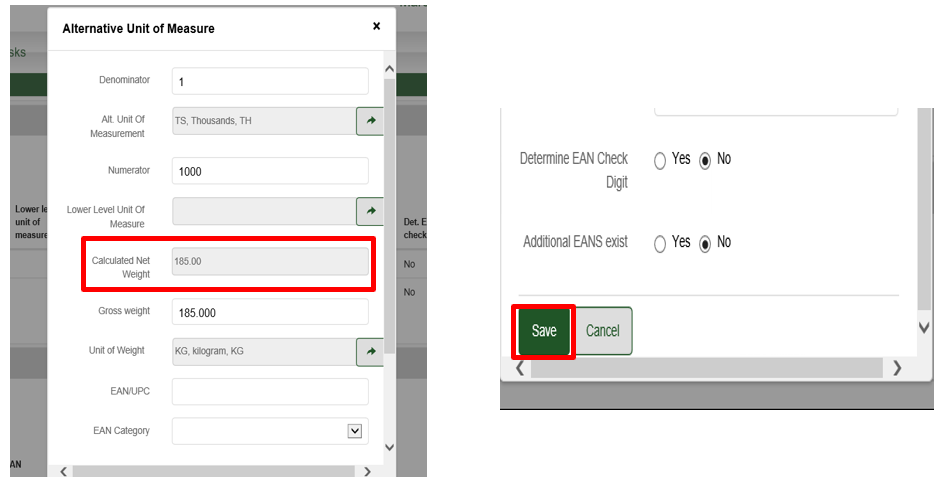 Alternative Unit of Measure
×
sks
Denominator
1
Alt. Unit Of
Measurement
TS, Thousands, TH
Numerator
1000
Lower le
unit of
measure
Lower Level Unit Of
Measure
Det. E
check
Calculated Net
Weight
185.00
No
No
Gross weight
185.000
Unit of Weight
KG, kilogram, KG
EAN/UPC
EAN Category
AN
Determine EAN Check
Digit
Yes No
Additional EANS exist
Yes No
Save Cancel